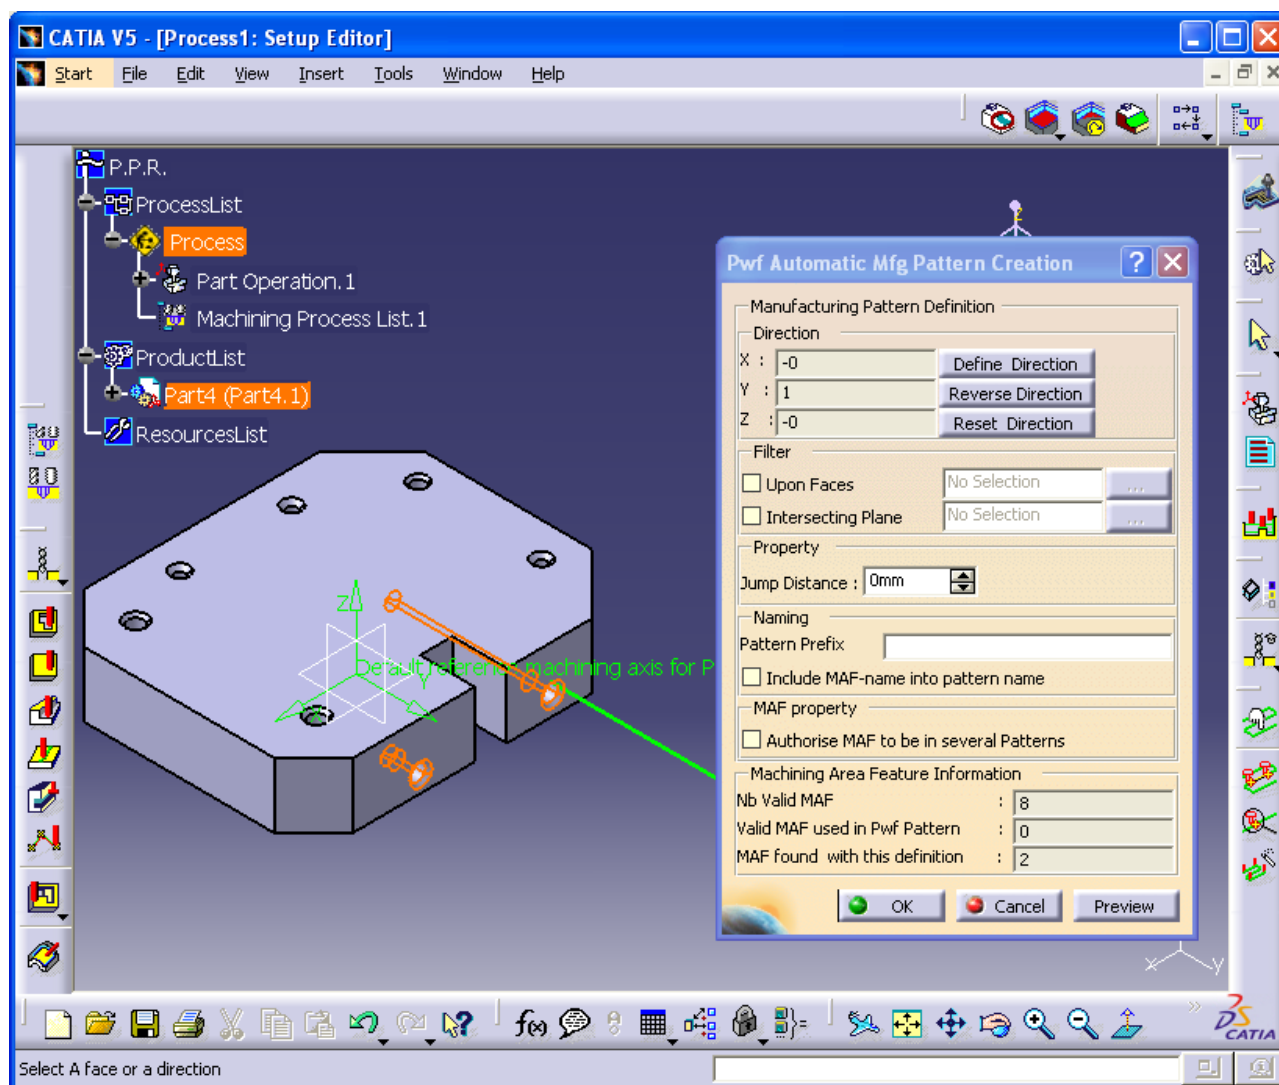 CATIA V5 - [Process1: Setup Editor]
Start File Edit View Insert Tools Window Help
P.P.R.
ProcessList
Process
Part Operation.1
Machining Process List.1
ProductList
Part4 (Part4.1)
ResourcesList
Z
Default reference machining axis for P
Y
z
Pwf Automatic Mfg Pattern Creation
Manufacturing Pattern Definition
Direction
X : -0 Define Direction
Y : 1 Reverse Direction
Z : -0 Reset Direction
Filter
Upon Faces No Selection ...
Intersecting Plane No Selection ...
Property
Jump Distance : 0mm
Naming
Pattern Prefix
Include MAF-name into pattern name
MAF property
Authorise MAF to be in several Patterns
Machining Area Feature Information
Nb Valid MAF : 8
Valid MAF used in Pwf Pattern : 0
MAF found with this definition : 2
OK Cancel Preview
x y
f(x)
DS CATIA
Select A face or a direction